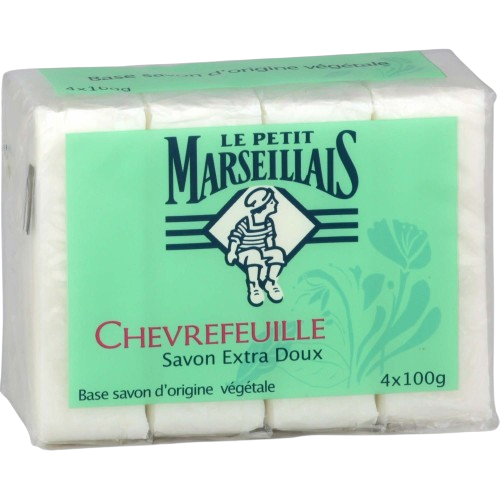 Base savon d'origine végétale
4x100g
LE PETIT
MARSEILLAIS
CHEVREFEUILLE
Savon Extra Doux
Base savon d'origine végétale
4x100g